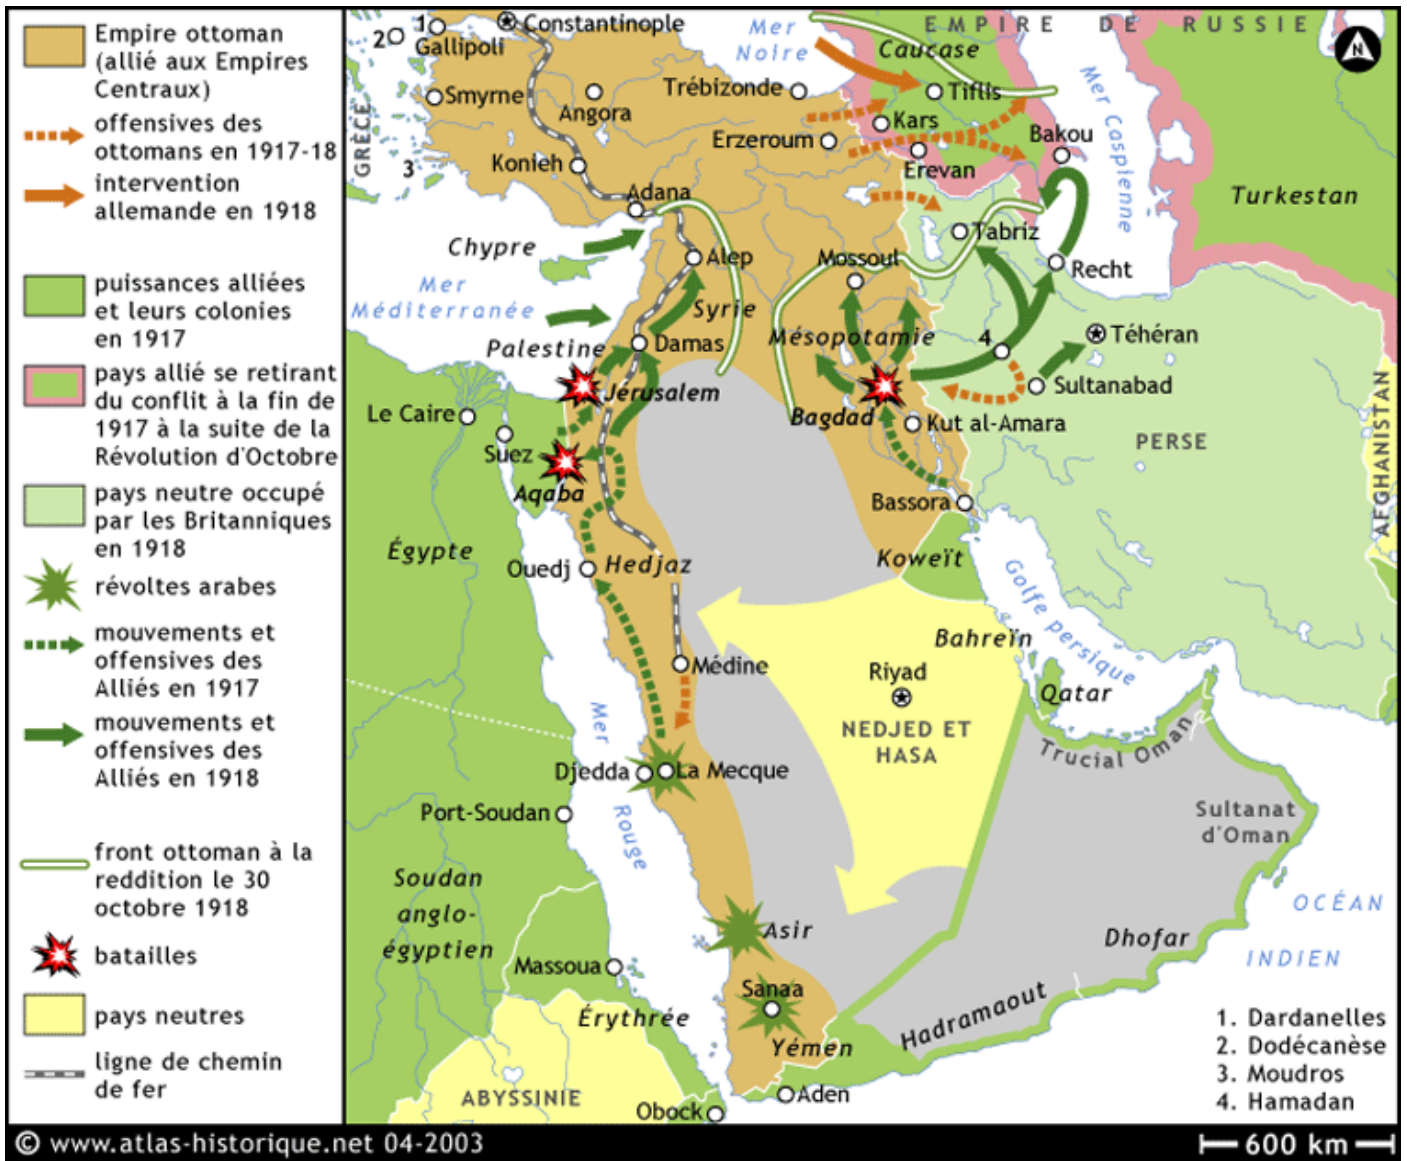 Empire ottoman
(allié aux Empires
Centraux)
offensives des
ottomans en 1917-18
intervention
allemande en 1918
puissances alliées
et leurs colonies
en 1917
pays allié se retirant
du conflit à la fin de
1917 à la suite de la
Révolution d'Octobre
pays neutre occupé
par les Britanniques
en 1918
révoltes arabes
mouvements et
offensives des
Alliés en 1917
mouvements et
offensives des
Alliés en 1918
front ottoman à la
reddition le 30
octobre 1918
batailles
pays neutres
ligne de chemin
de fer
EMPIRE DE RUSSIE
N
1
Constantinople
2
Gallipoli
Mer
Noire
Caucase
Mer Caspienne
Smyrne
Angora
Trébizonde
Tiflis
GRÈCE
Kars
Erzeroum
Bakou
3
Konieh
Erevan
Turkestan
Adana
Chypre
Tabriz
Alep
Mossoul
Recht
Mer
Méditerranée
Syrie
Mésopotamie
4
Téhéran
Palestine
Damas
Jérusalem
Sultanabad
Le Caire
Bagdad
Kut al-Amara
PERSE
AFGHANISTAN
Suez
Aqaba
Bassora
Égypte
Koweït
Ouedj
Hedjaz
Golfe persique
Bahreïn
Médine
Riyad
Qatar
Mer
Rouge
NEDJED ET
HASA
Trucial Oman
Djedda
La Mecque
Port-Soudan
Sultanat
d'Oman
Soudan
anglo-
égyptien
Asir
OCÉAN
INDIEN
Dhofar
Massoua
Sanaa
Érythrée
Hadramaout
Yémen
ABYSSINIE
Aden
Obock
1. Dardanelles
2. Dodécanèse
3. Moudros
4. Hamadan
© www.atlas-historique.net 04-2003
600 km